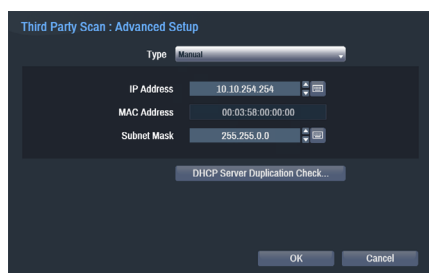 Third Party Scan : Advanced Setup
Type Manual
IP Address 10.10.254.254
MAC Address 00:03:58:00:00:00
Subnet Mask 255.255.0.0
DHCP Server Duplication Check...
OK Cancel